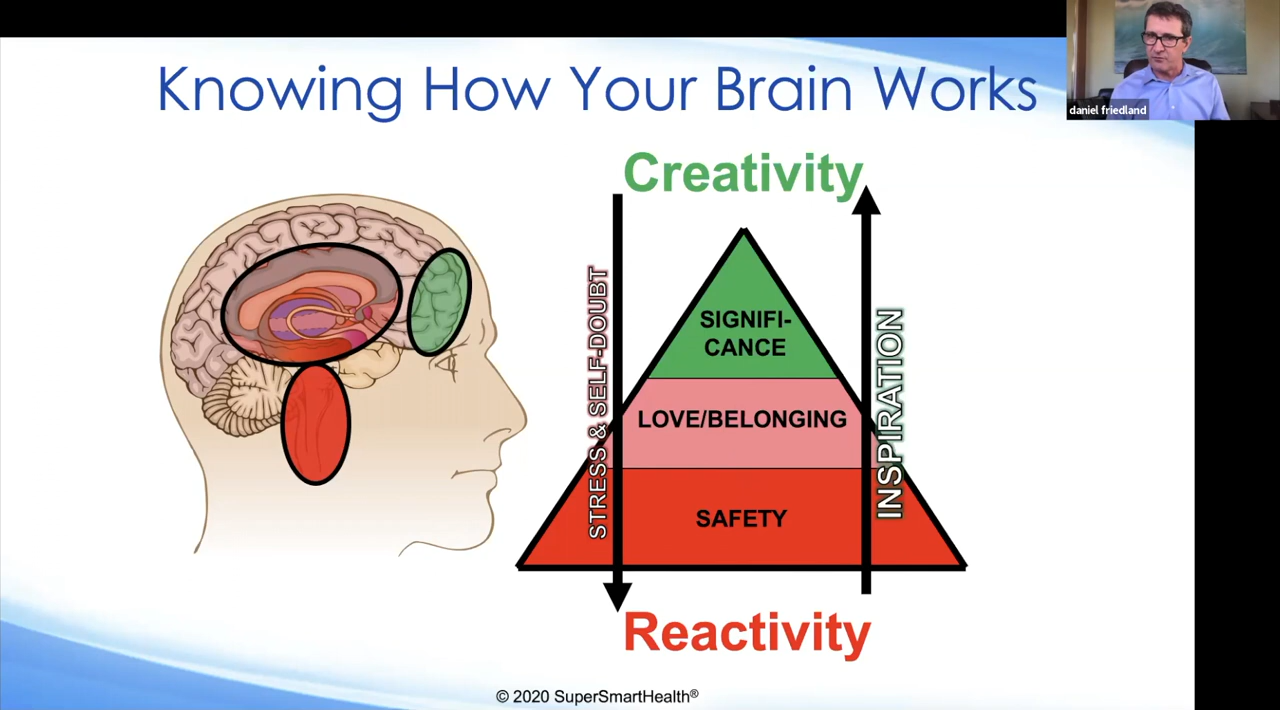 Knowing How Your Brain Works
daniel friedland
Creativity
STRESS & SELF-DOUBT
SIGNIFI-
CANCE
LOVE/BELONGING
SAFETY
INSPIRATION
Reactivity
© 2020 SuperSmartHealth®